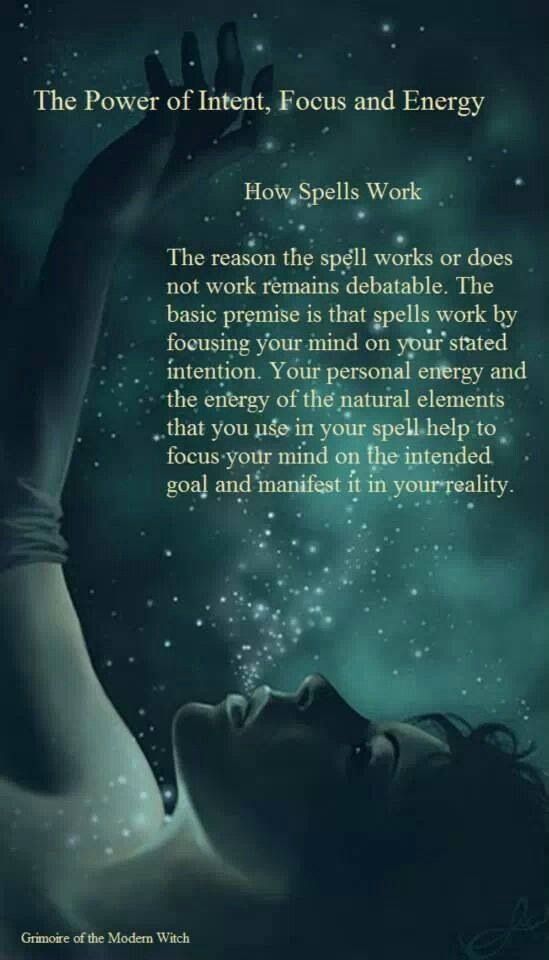 The Power of Intent, Focus and Energy
How Spells Work
The reason the spell works or does
not work remains debatable. The
basic premise is that spells work by
focusing your mind on your stated
intention. Your personal energy and
the energy of the natural elements
that you use in your spell help to
focus your mind on the intended
goal and manifest it in your reality.
Grimoire of the Modern Witch